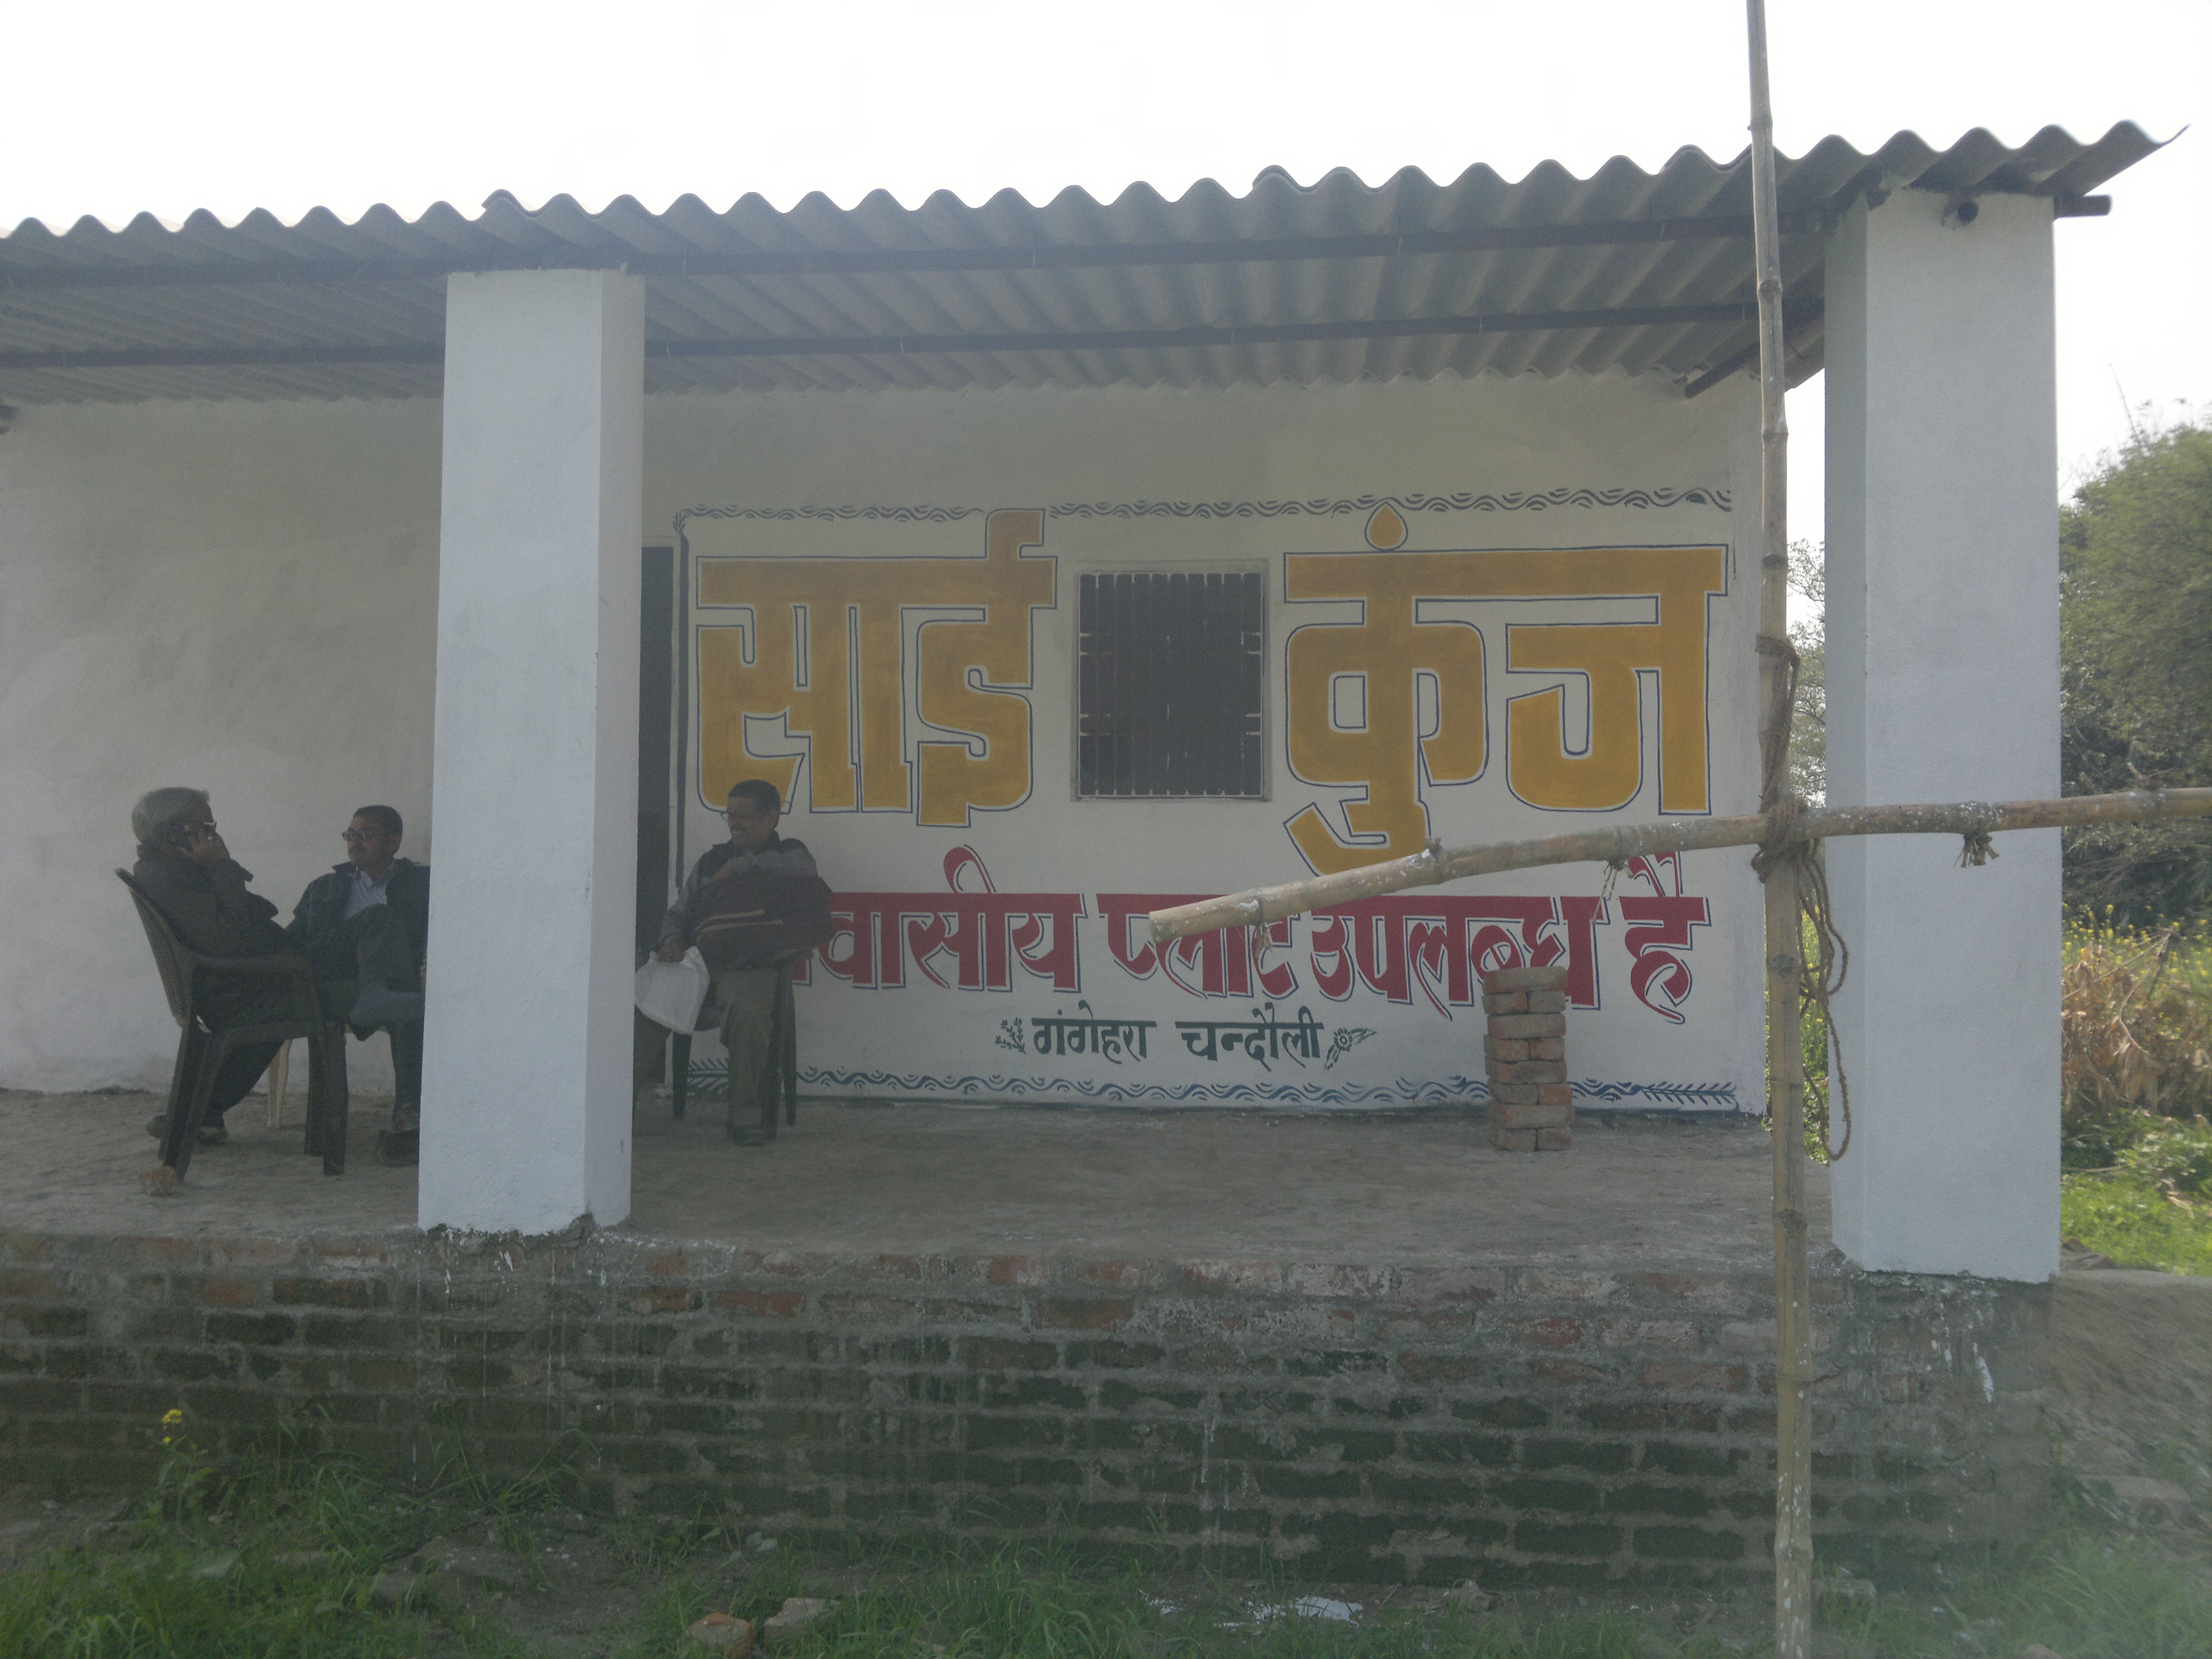 साई कुंज
वासीय प्लाट उपलब्ध है
गंगेहरा चन्दौली